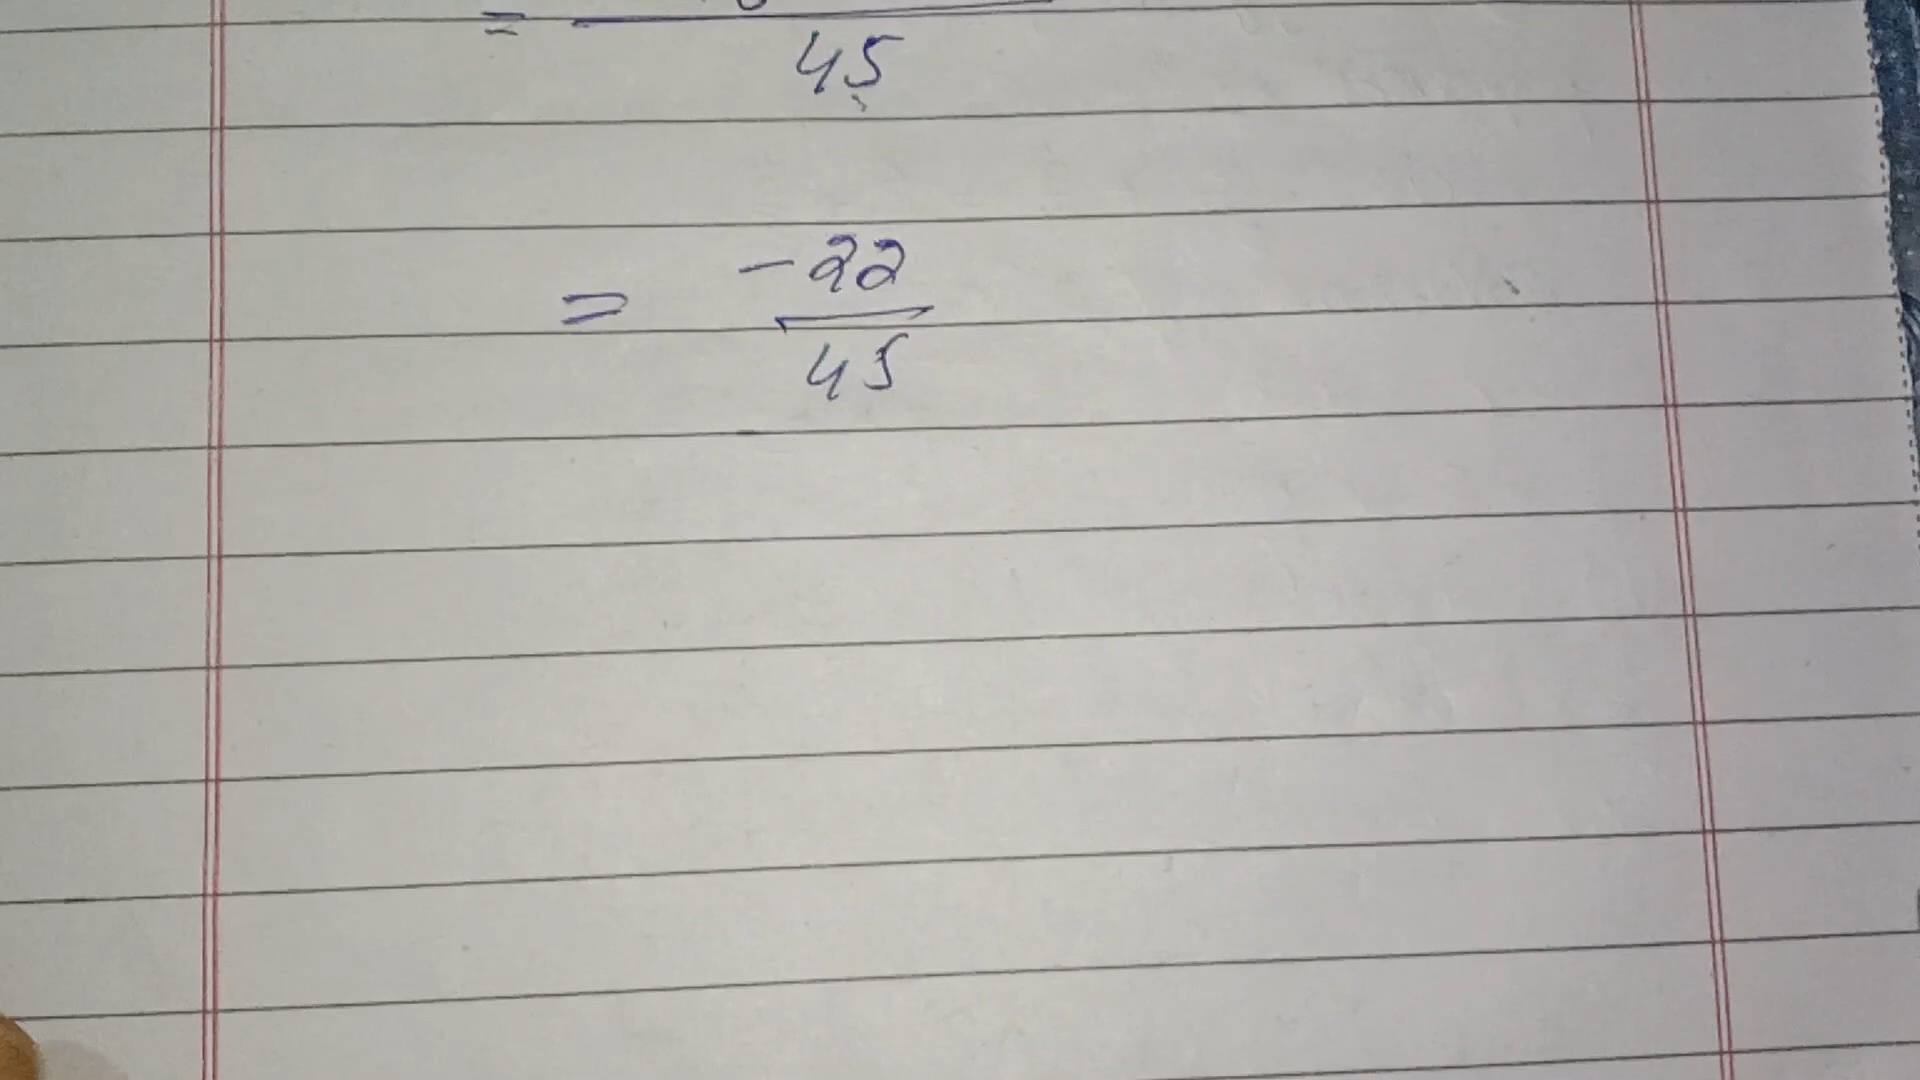 =
45
= -22
45